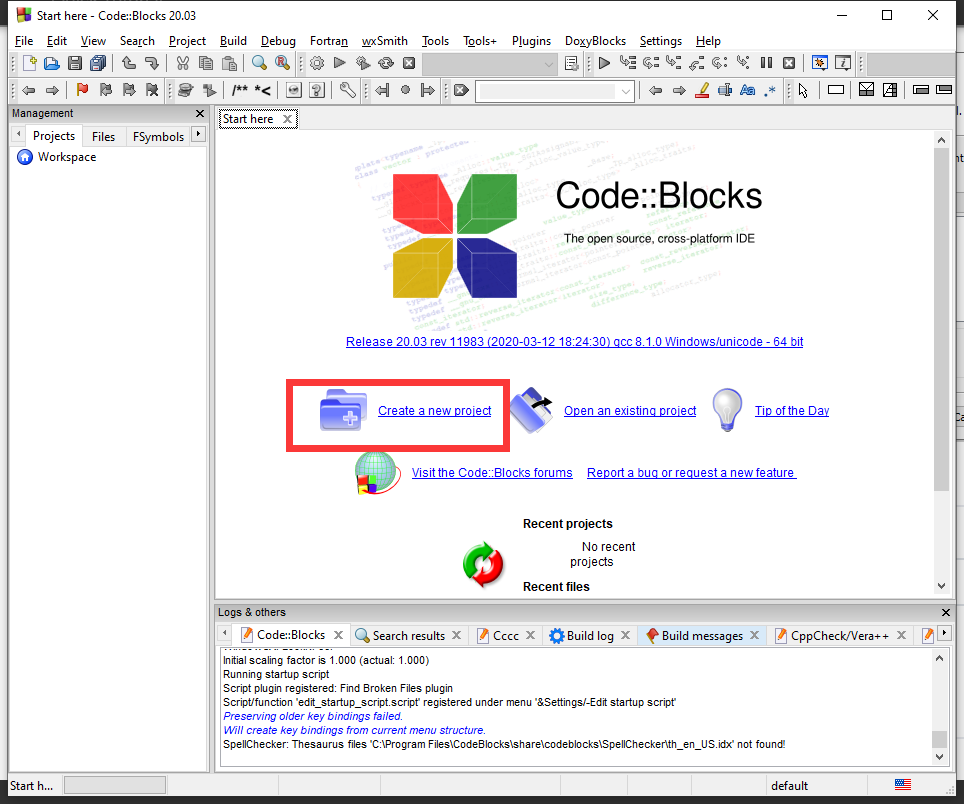 Start here - Code::Blocks 20.03
File Edit View Search Project Build Debug Fortran wxSmith Tools Tools+ Plugins DoxyBlocks Settings Help
/** *<
Aa .*
Management
Start here
Projects Files FSymbols
Workspace
Code::Blocks
The open source, cross-platform IDE
Release 20.03 rev 11983 (2020-03-12 18:24:30) gcc 8.1.0 Windows/unicode - 64 bit
Create a new project Open an existing project Tip of the Day
Visit the Code::Blocks forums Report a bug or request a new feature
Recent projects
No recent
projects
Recent files
Logs & others
Code::Blocks Search results Cccc Build log Build messages CppCheck/Vera++
Initial scaling factor is 1.000 (actual: 1.000)
Running startup script
Script plugin registered: Find Broken Files plugin
Script/function 'edit_startup_script.script' registered under menu '&Settings/-Edit startup script'
Preserving older key bindings failed.
Will create key bindings from current menu structure.
SpellChecker: Thesaurus files 'C:\Program Files\CodeBlocks\share\codeblocks\SpellChecker\th_en_US.idx' not found!
Start h... default